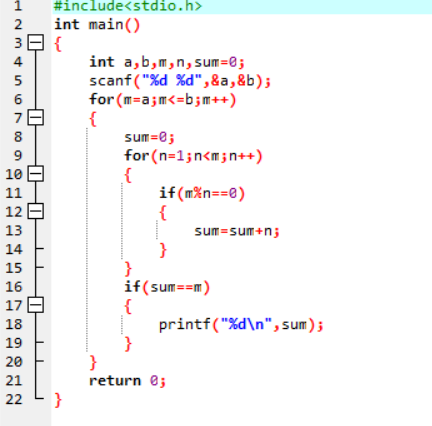 1 #include<stdio.h>
2 int main()
3 {
4 int a,b,m,n,sum=0;
5 scanf("%d %d",&a,&b);
6 for(m=a;m<=b;m++)
7 {
8 sum=0;
9 for(n=1;n<m;n++)
10 {
11 if(m%n==0)
12 {
13 sum=sum+n;
14 }
15 }
16 if(sum==m)
17 {
18 printf("%d\n",sum);
19 }
20 }
21 return 0;
22 }